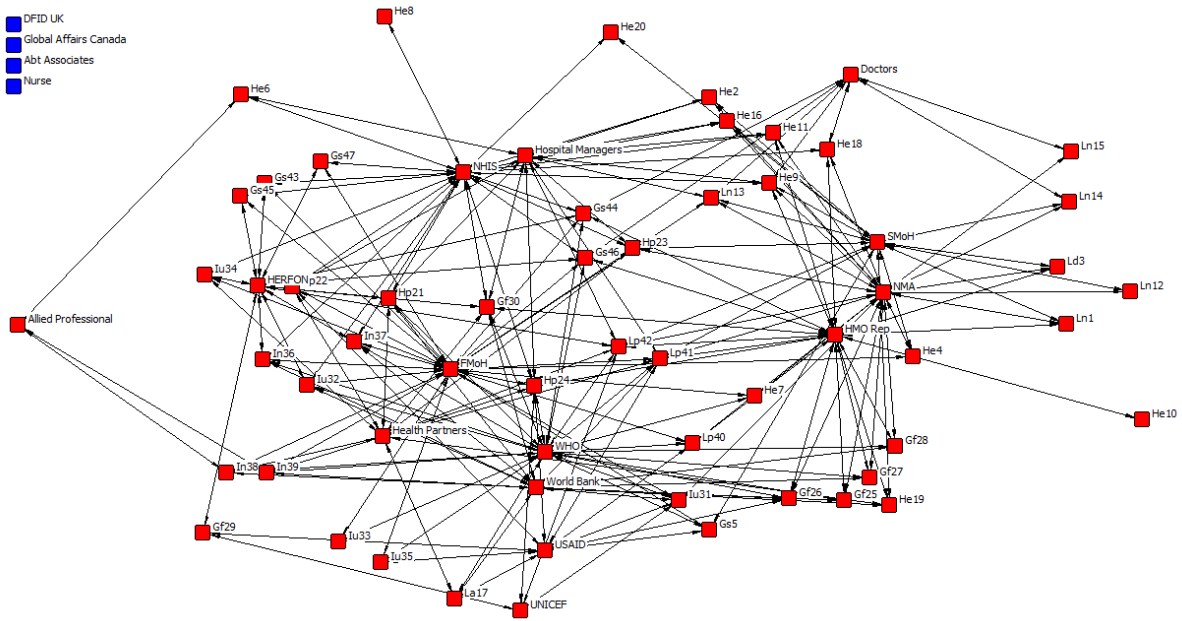 DFID UK
Global Affairs Canada
Abt Associates
Nurse
He8
He20
Doctors
He6
He2
He16
He11
He18
Ln15
Hospital Managers
Gs47
NHIS
Gs43
Gs45
He9
Ln13
Ln14
Gs44
SMoH
Hp23
Gs46
Ld3
Iu34
HERFON
p22
NMA
Ln12
Hp21
Gf30
Allied Professional
HMO Rep
Ln1
In37
Lp42
Lp41
He4
In36
FMoH
Iu32
Hp24
He7
He10
Health Partners
WHO
Lp40
Gf28
In38
In39
World Bank
Gf27
Iu31
Gf26
Gf25
He19
Gf29
Iu33
Gs5
Iu35
USAID
La17
UNICEF